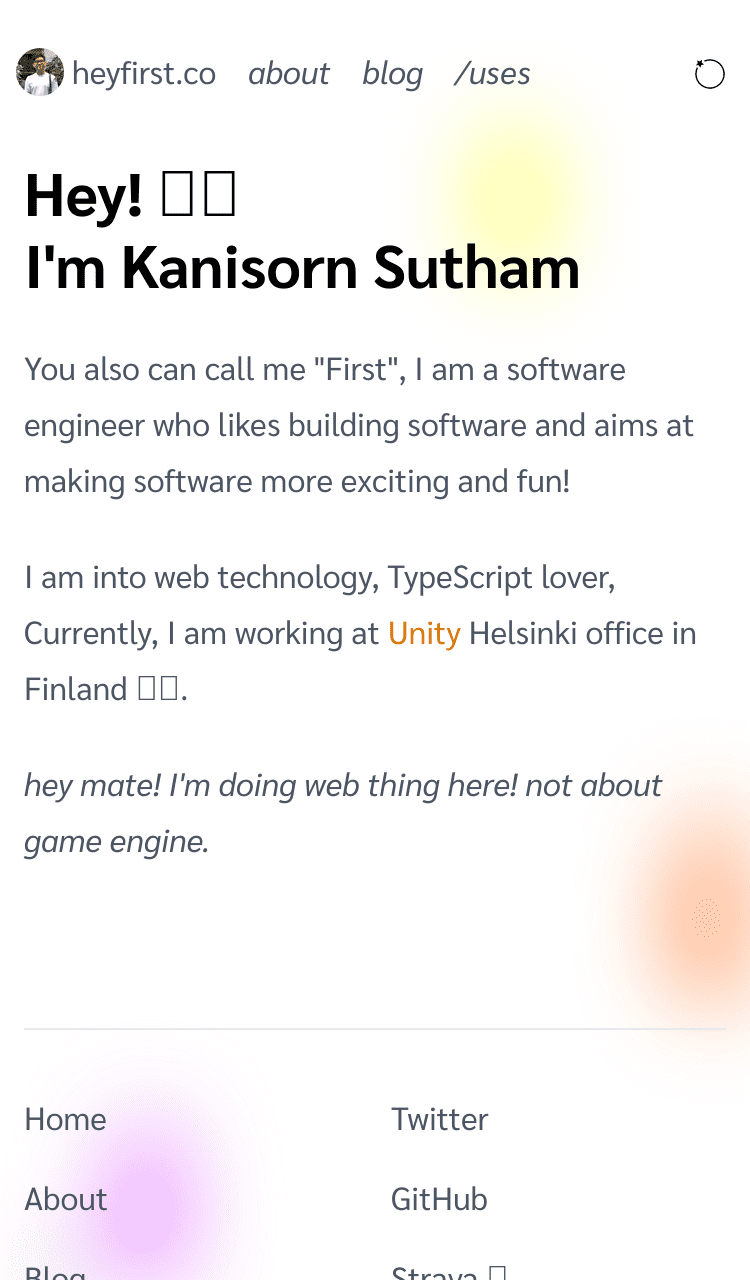 heyfirst.co about blog /uses
Hey! 
I'm Kanisorn Sutham
You also can call me "First", I am a software
engineer who likes building software and aims at
making software more exciting and fun!
I am into web technology, TypeScript lover,
Currently, I am working at Unity Helsinki office in
Finland .
hey mate! I'm doing web thing here! not about
game engine.
Home
Twitter
About
GitHub
Blog
Strava